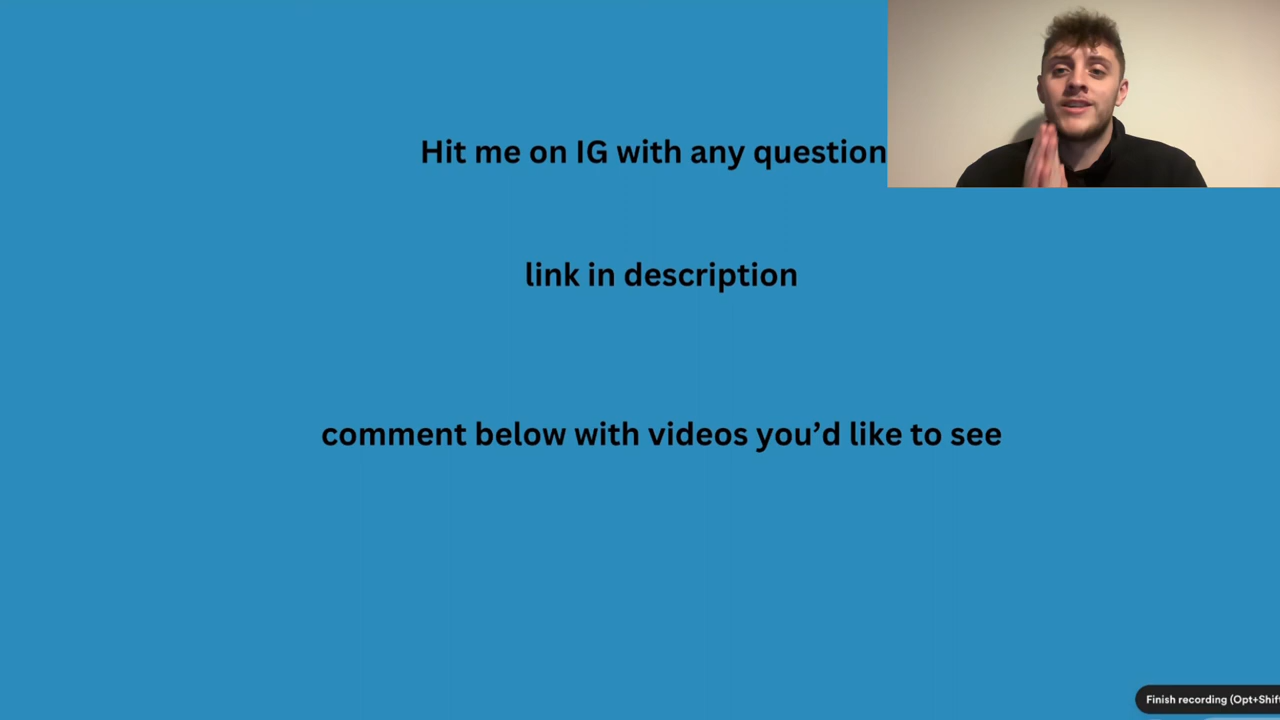 Hit me on IG with any question
link in description
comment below with videos you’d like to see
Finish recording (Opt+Shif